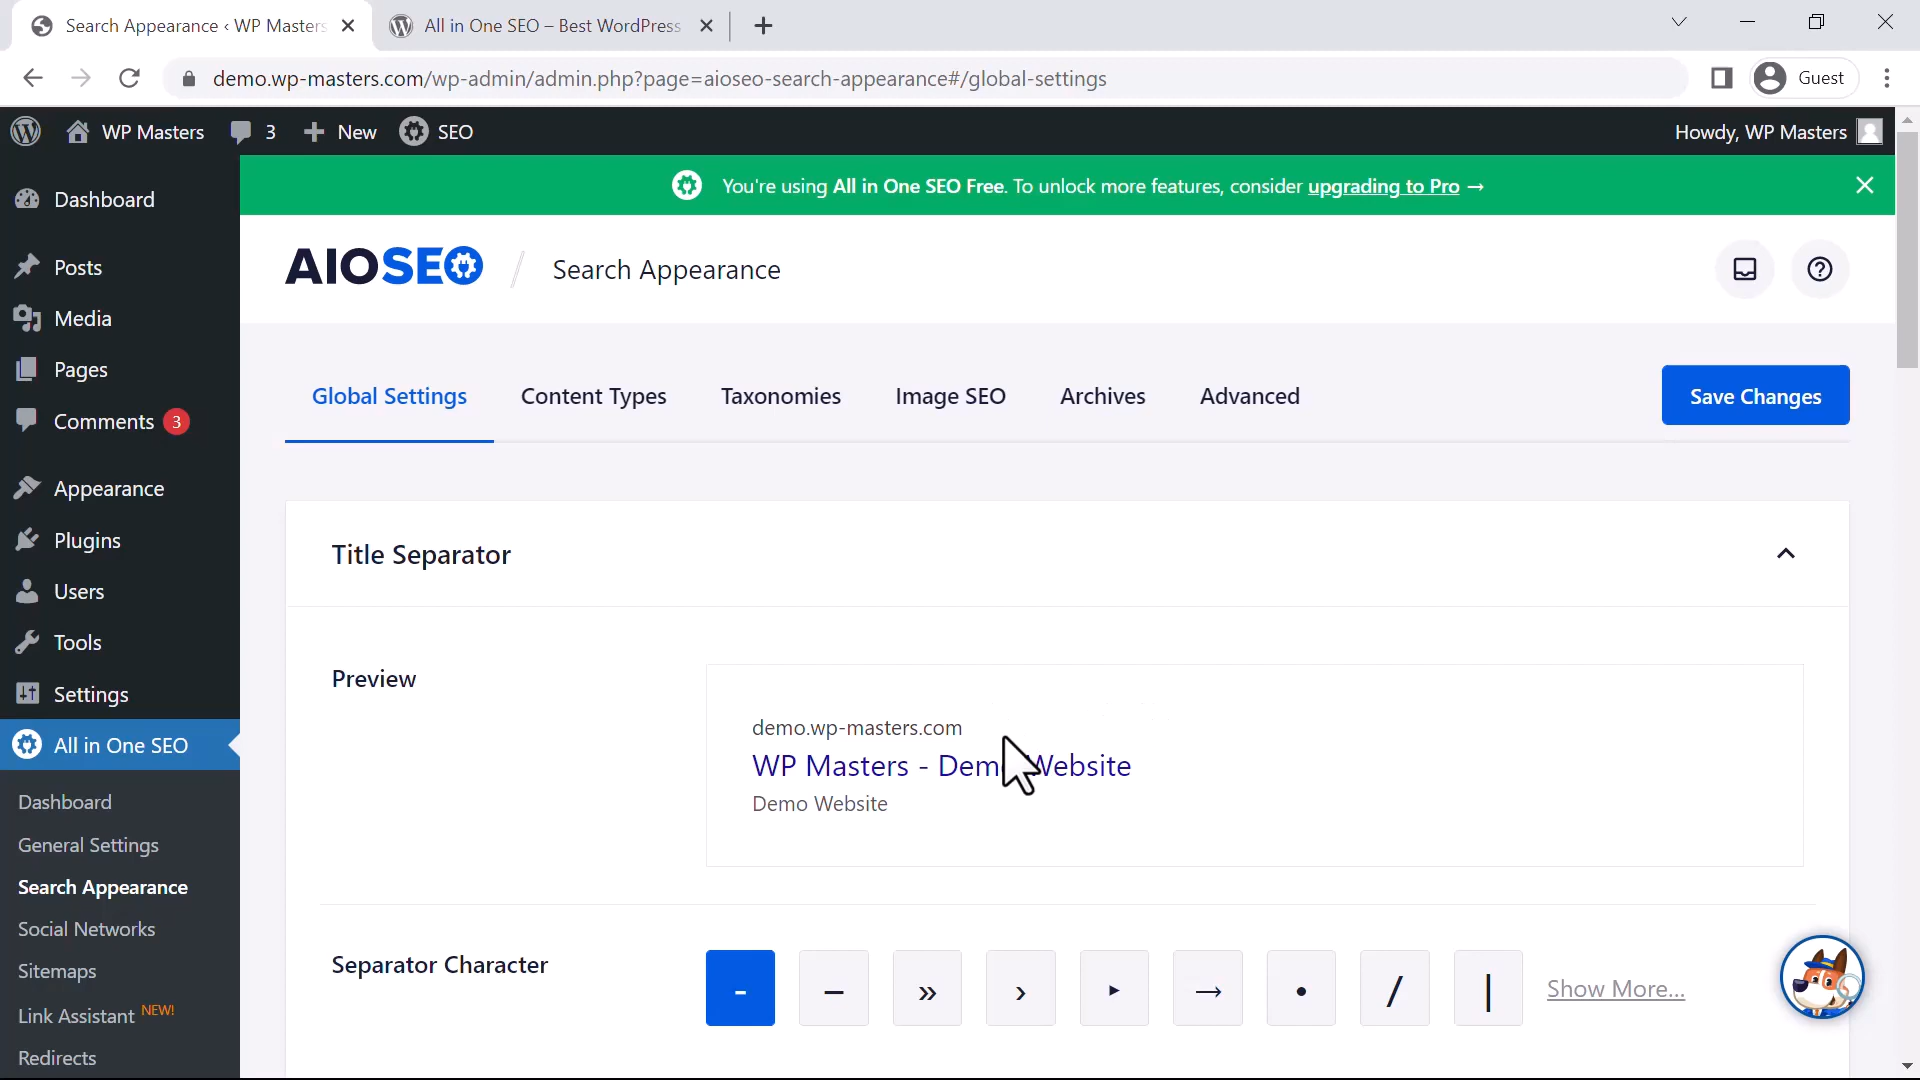 Search Appearance ‹ WP Masters
All in One SEO – Best WordPress
demo.wp-masters.com/wp-admin/admin.php?page=aioseo-search-appearance#/global-settings
Guest
WP Masters
3
New
SEO
Howdy, WP Masters
You're using All in One SEO Free. To unlock more features, consider upgrading to Pro →
Dashboard
Posts
Media
Pages
Comments 3
Appearance
Plugins
Users
Tools
Settings
All in One SEO
Dashboard
General Settings
Search Appearance
Social Networks
Sitemaps
Link Assistant NEW!
Redirects
AIOSEO / Search Appearance
Global Settings
Content Types
Taxonomies
Image SEO
Archives
Advanced
Save Changes
Title Separator
Preview
demo.wp-masters.com
WP Masters - Demo Website
Demo Website
Separator Character
- – » › ▸ → • / |
Show More...